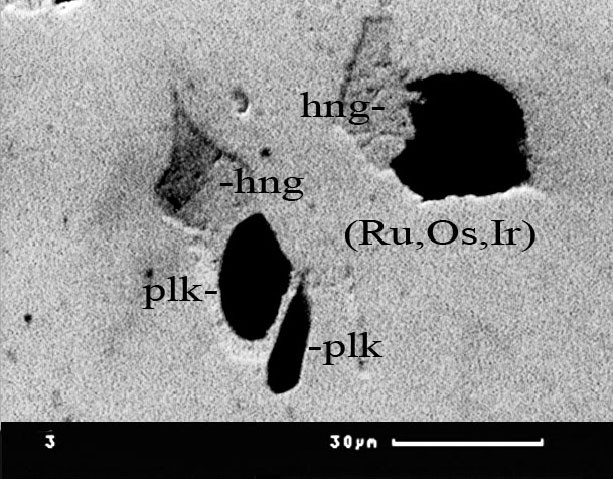 hng-
-hng
(Ru,Os,Ir)
plk-
-plk
3 30µm